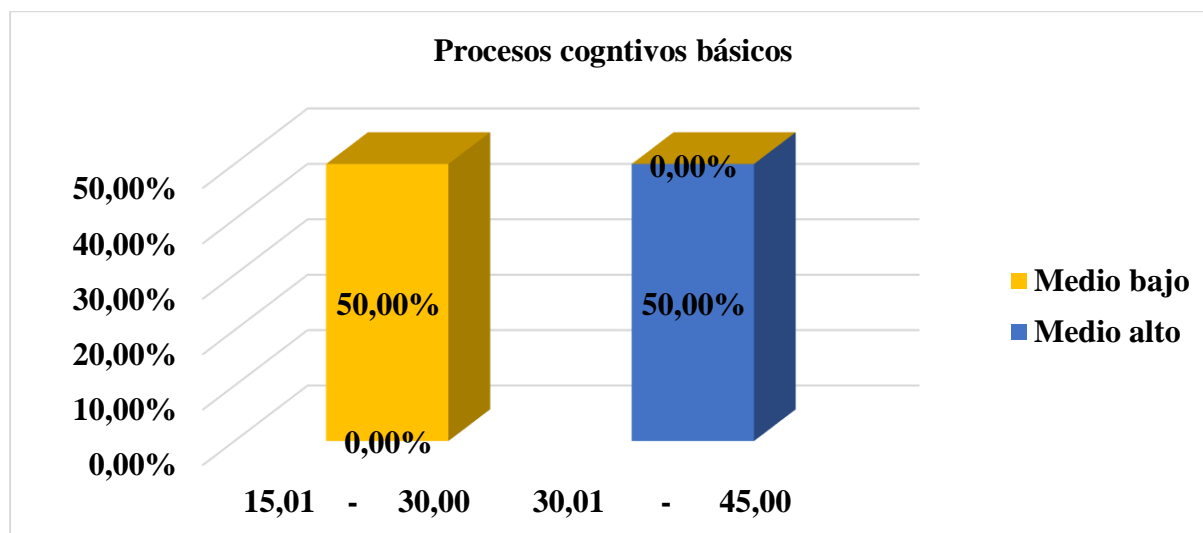 Procesos cogntivos básicos
50,00%
40,00%
30,00%
20,00%
10,00%
0,00%
50,00%
0,00%
0,00%
50,00%
15,01 - 30,00
30,01 - 45,00
Medio bajo
Medio alto